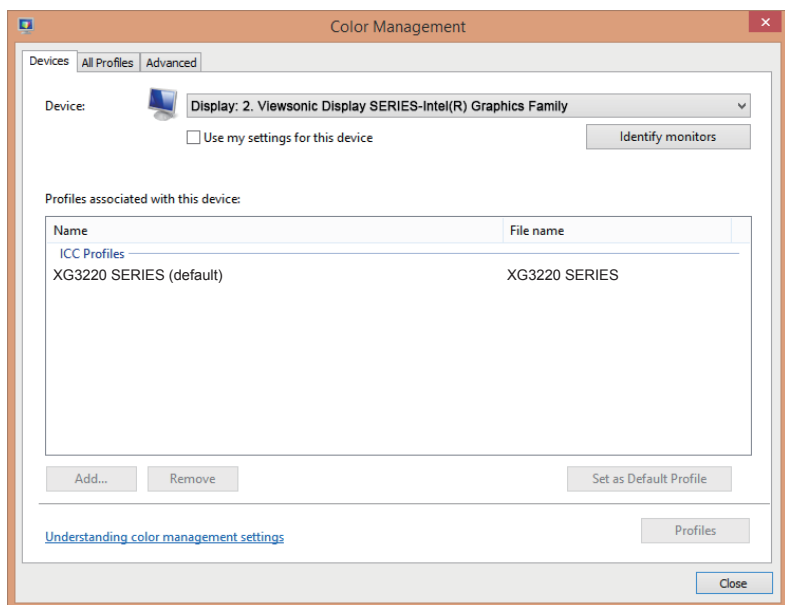 Color Management
Devices All Profiles Advanced
Device: Display: 2. Viewsonic Display SERIES-Intel(R) Graphics Family
Use my settings for this device Identify monitors
Profiles associated with this device:
Name File name
ICC Profiles
XG3220 SERIES (default) XG3220 SERIES
Add... Remove Set as Default Profile
Understanding color management settings Profiles
Close